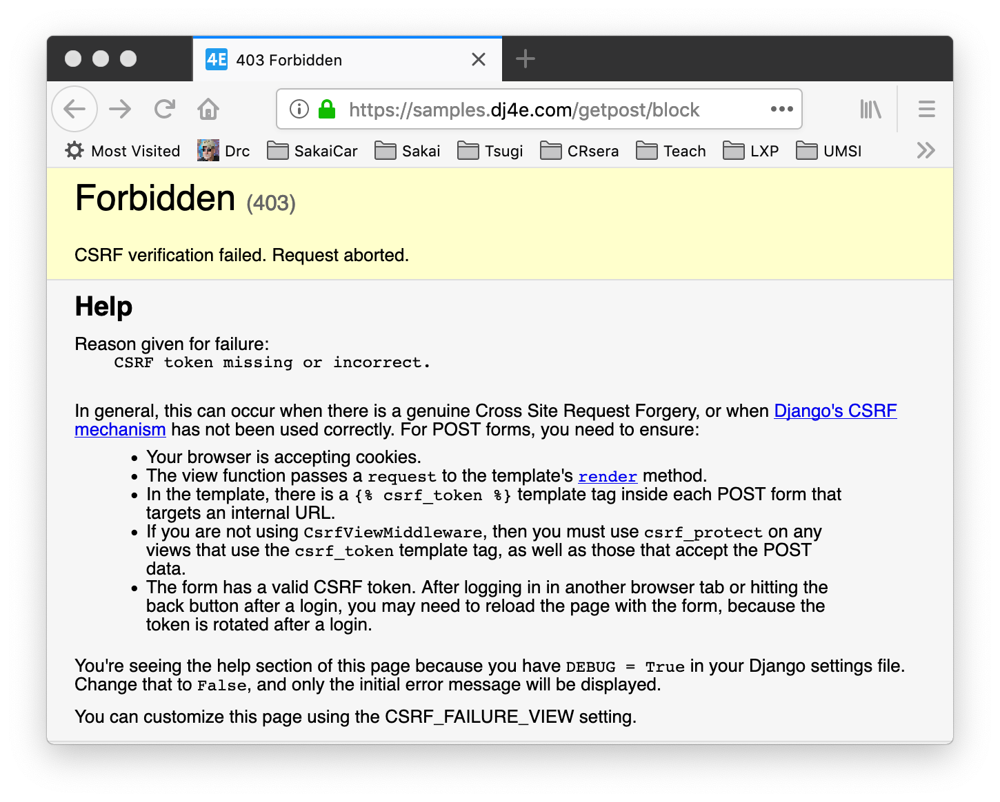 4E 403 Forbidden
https://samples.dj4e.com/getpost/block
Most Visited Drc SakaiCar Sakai Tsugi CRsera Teach LXP UMSI
Forbidden (403)
CSRF verification failed. Request aborted.
Help
Reason given for failure:
CSRF token missing or incorrect.
In general, this can occur when there is a genuine Cross Site Request Forgery, or when Django's CSRF
mechanism has not been used correctly. For POST forms, you need to ensure:
• Your browser is accepting cookies.
• The view function passes a request to the template's render method.
• In the template, there is a {% csrf_token %} template tag inside each POST form that
targets an internal URL.
• If you are not using CsrfViewMiddleware, then you must use csrf_protect on any
views that use the csrf_token template tag, as well as those that accept the POST
data.
• The form has a valid CSRF token. After logging in in another browser tab or hitting the
back button after a login, you may need to reload the page with the form, because the
token is rotated after a login.
You're seeing the help section of this page because you have DEBUG = True in your Django settings file.
Change that to False, and only the initial error message will be displayed.
You can customize this page using the CSRF_FAILURE_VIEW setting.